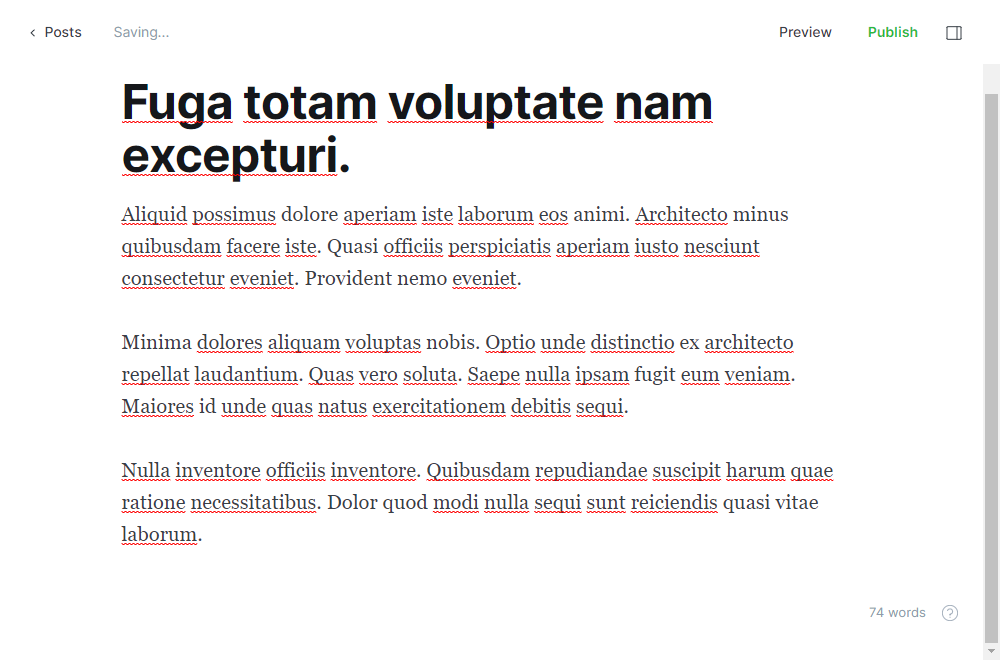 Posts Saving... Preview Publish
Fuga totam voluptate nam
excepturi.
Aliquid possimus dolore aperiam iste laborum eos animi. Architecto minus
quibusdam facere iste. Quasi officiis perspiciatis aperiam iusto nesciunt
consectetur eveniet. Provident nemo eveniet.
Minima dolores aliquam voluptas nobis. Optio unde distinctio ex architecto
repellat laudantium. Quas vero soluta. Saepe nulla ipsam fugit eum veniam.
Maiores id unde quas natus exercitationem debitis sequi.
Nulla inventore officiis inventore. Quibusdam repudiandae suscipit harum quae
ratione necessitatibus. Dolor quod modi nulla sequi sunt reiciendis quasi vitae
laborum.
74 words ?